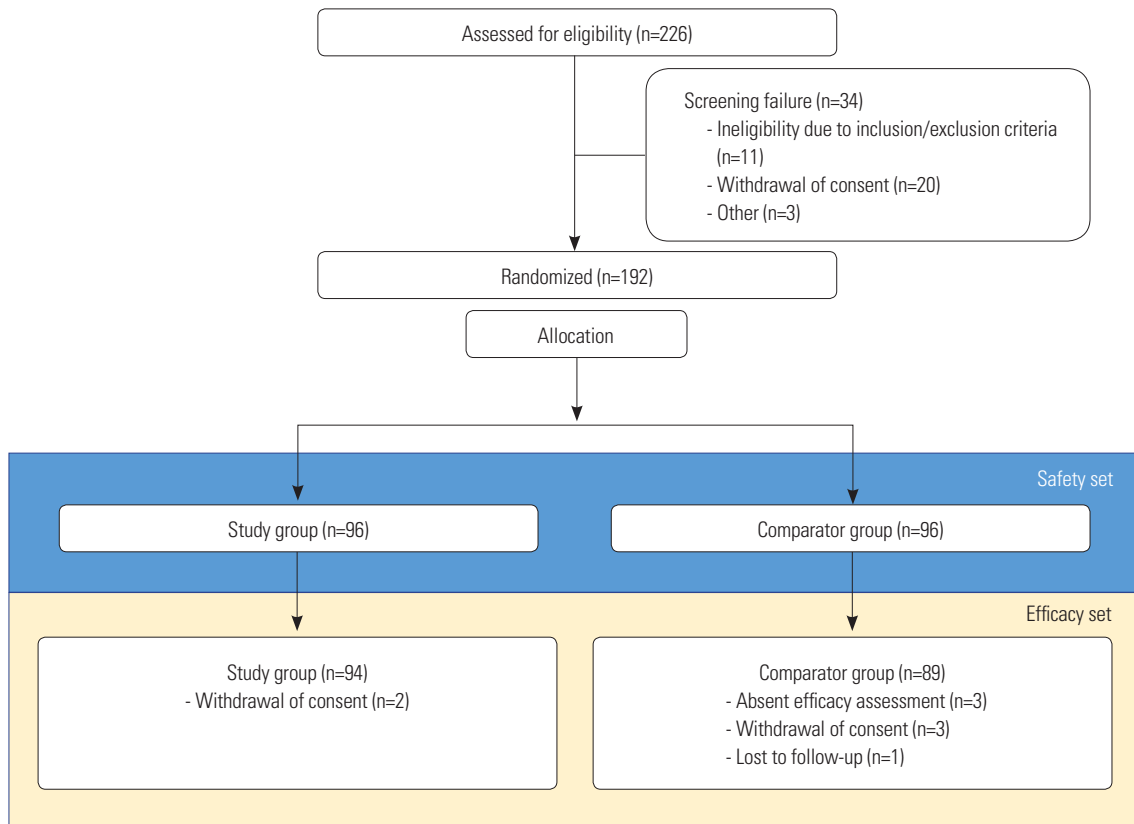 Assessed for eligibility (n=226)
Screening failure (n=34)
- Ineligibility due to inclusion/exclusion criteria
(n=11)
- Withdrawal of consent (n=20)
- Other (n=3)
Randomized (n=192)
Allocation
Safety set
Study group (n=96)
Comparator group (n=96)
Efficacy set
Study group (n=94)
- Withdrawal of consent (n=2)
Comparator group (n=89)
- Absent efficacy assessment (n=3)
- Withdrawal of consent (n=3)
- Lost to follow-up (n=1)